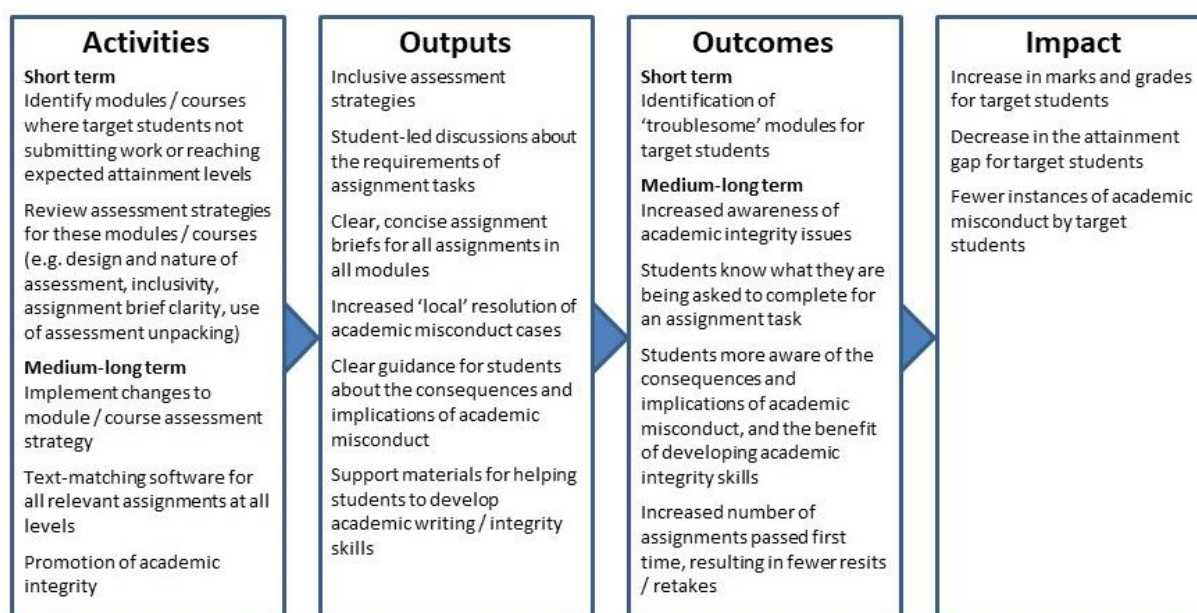 Activities
Short term
Identify modules / courses
where target students not
submitting work or reaching
expected attainment levels
Review assessment strategies
for these modules / courses
(e.g. design and nature of
assessment, inclusivity,
assignment brief clarity, use
of assessment unpacking)
Medium-long term
Implement changes to
module / course assessment
strategy
Text-matching software for
all relevant assignments at all
levels
Promotion of academic
integrity
Outputs
Inclusive assessment
strategies
Student-led discussions about
the requirements of
assignment tasks
Clear, concise assignment
briefs for all assignments in
all modules
Increased ‘local’ resolution of
academic misconduct cases
Clear guidance for students
about the consequences and
implications of academic
misconduct
Support materials for helping
students to develop
academic writing / integrity
skills
Outcomes
Short term
Identification of
‘troublesome’ modules for
target students
Medium-long term
Increased awareness of
academic integrity issues
Students know what they are
being asked to complete for
an assignment task
Students more aware of the
consequences and
implications of academic
misconduct, and the benefit
of developing academic
integrity skills
Increased number of
assignments passed first
time, resulting in fewer resits
/ retakes
Impact
Increase in marks and grades
for target students
Decrease in the attainment
gap for target students
Fewer instances of academic
misconduct by target
students